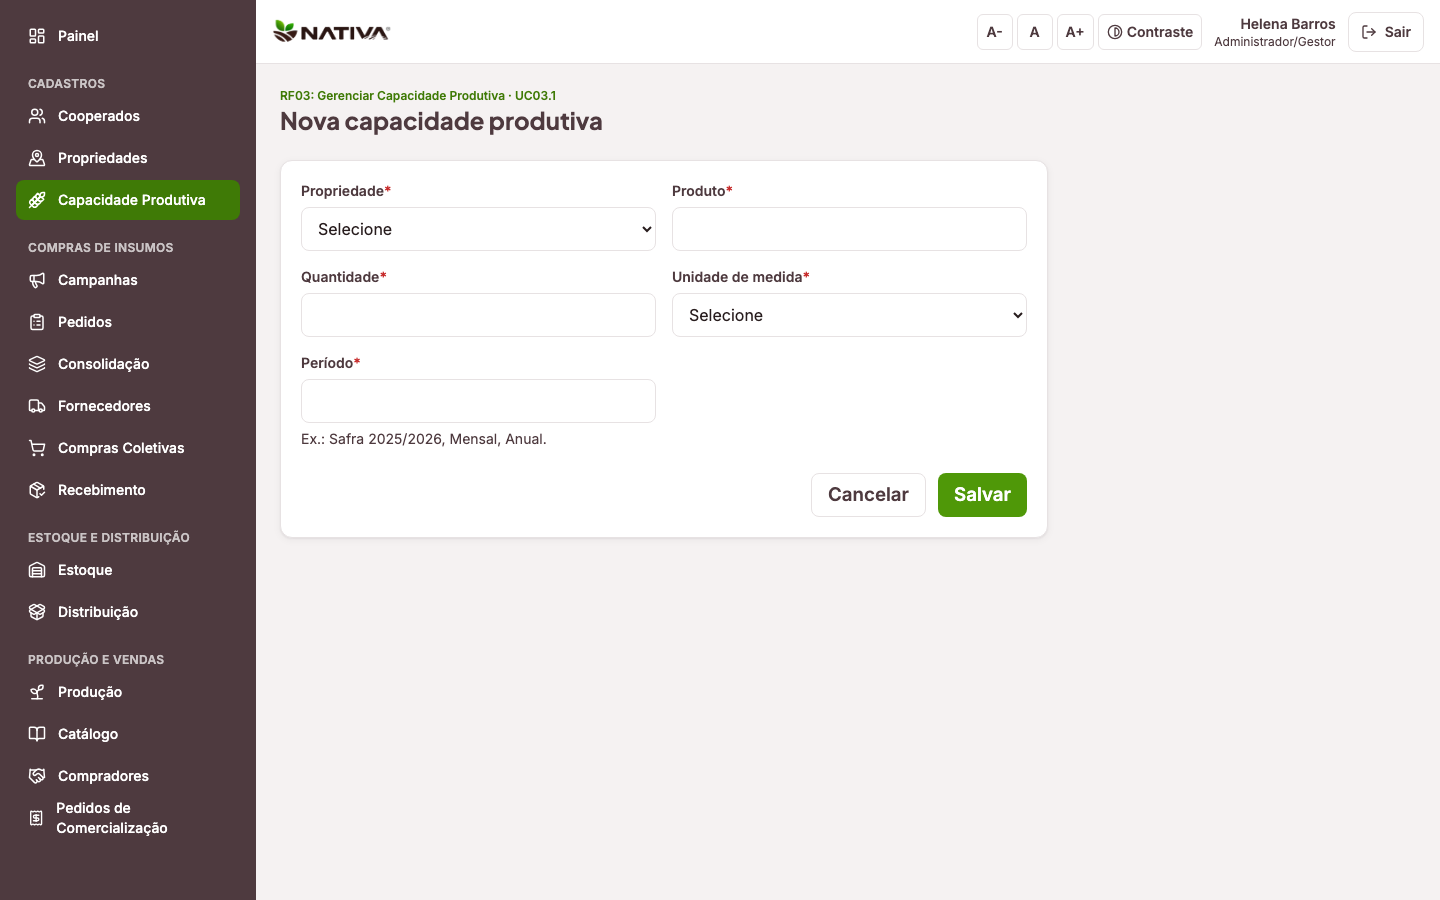 Painel
CADASTROS
Cooperados
Propriedades
Capacidade Produtiva
COMPRAS DE INSUMOS
Campanhas
Pedidos
Consolidação
Fornecedores
Compras Coletivas
Recebimento
ESTOQUE E DISTRIBUIÇÃO
Estoque
Distribuição
PRODUÇÃO E VENDAS
Produção
Catálogo
Compradores
Pedidos de
Comercialização
NATIVA
A-
A
A+
Contraste
Helena Barros
Administrador/Gestor
Sair
RF03: Gerenciar Capacidade Produtiva · UC03.1
Nova capacidade produtiva
Propriedade*
Selecione
Produto*
Quantidade*
Unidade de medida*
Selecione
Período*
Ex.: Safra 2025/2026, Mensal, Anual.
Cancelar
Salvar